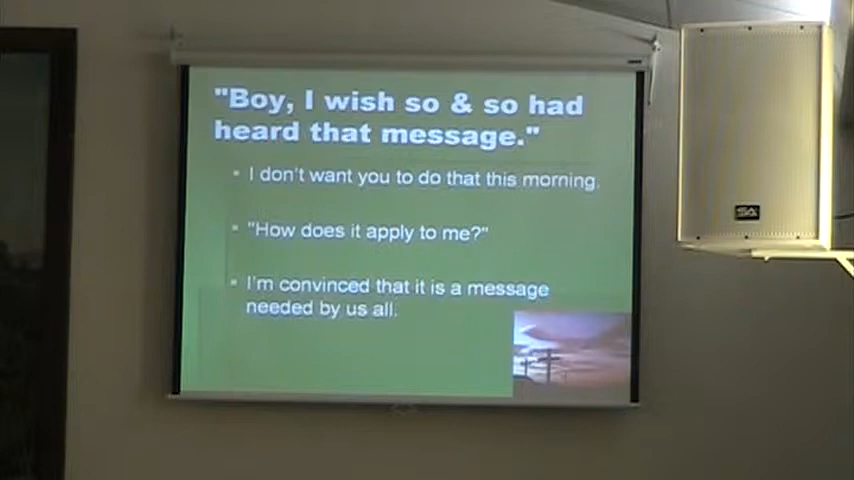 "Boy, I wish so & so had
heard that message."
I don't want you to do that this morning.
"How does it apply to me?"
I'm convinced that it is a message
needed by us all.